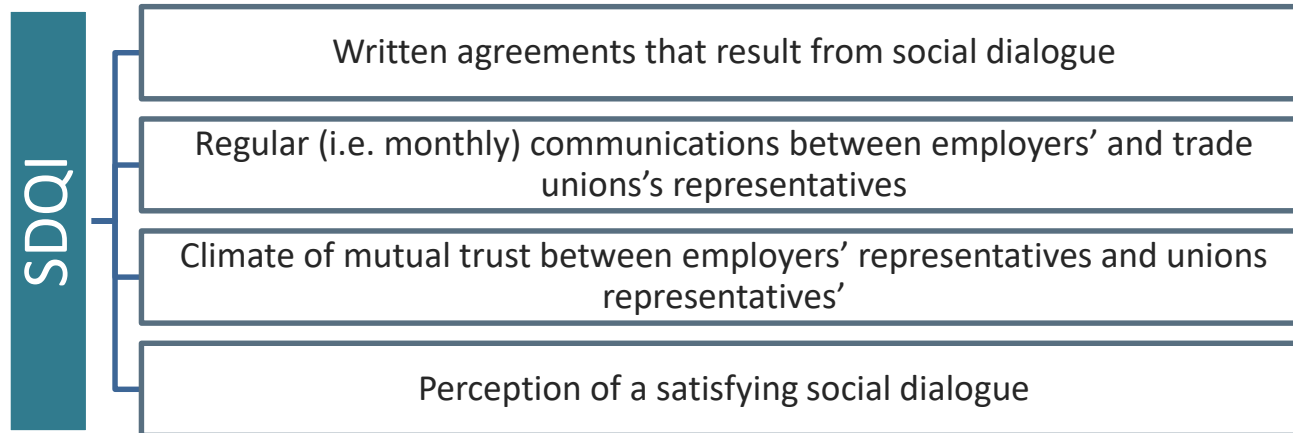 SDQI
Written agreements that result from social dialogue
Regular (i.e. monthly) communications between employers’ and trade
unions’s representatives
Climate of mutual trust between employers’ representatives and unions
representatives’
Perception of a satisfying social dialogue